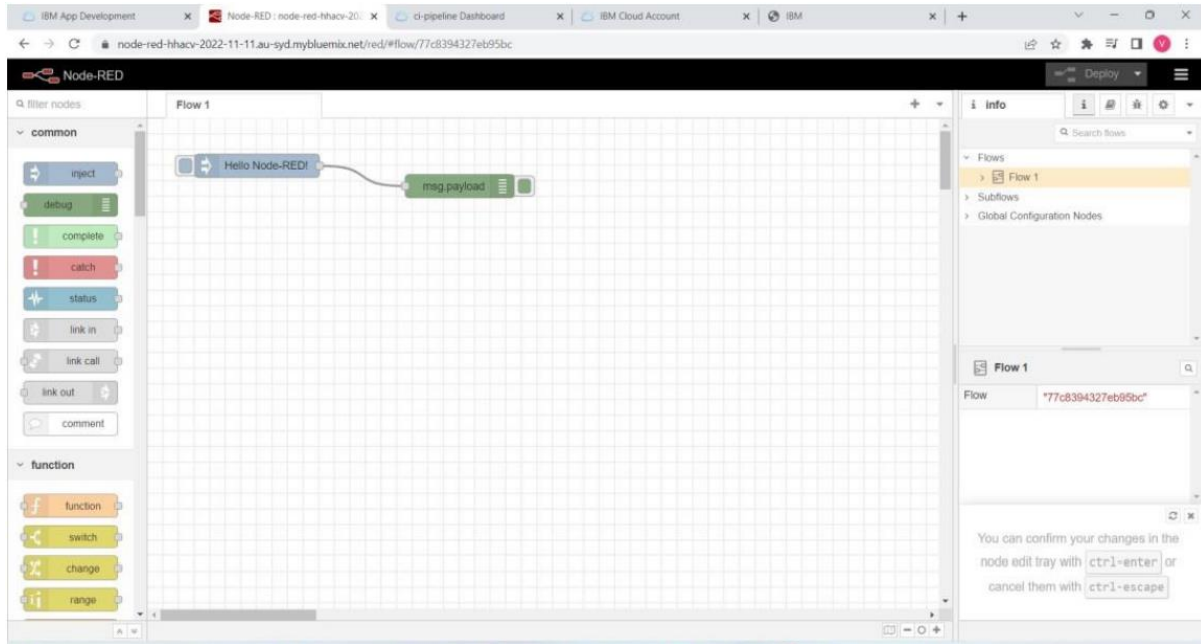 IBM App Development
Node-RED : node-red-hhacv-202
ci-pipeline Dashboard
IBM Cloud Account
IBM
node-red-hhacv-2022-11-11.au-syd.mybluemix.net/red/#flow/77c8394327eb95bc
V
Node-RED
Deploy
filter nodes
Flow 1
i info
i
Search flows
common
inject
debug
complete
catch
status
link in
link call
link out
comment
function
f function
switch
change
range
Hello Node-RED!
msg.payload
Flows
Flow 1
Subflows
Global Configuration Nodes
Flow 1
Flow "77c8394327eb95bc"
You can confirm your changes in the
node edit tray with ctrl-enter or
cancel them with ctrl-escape